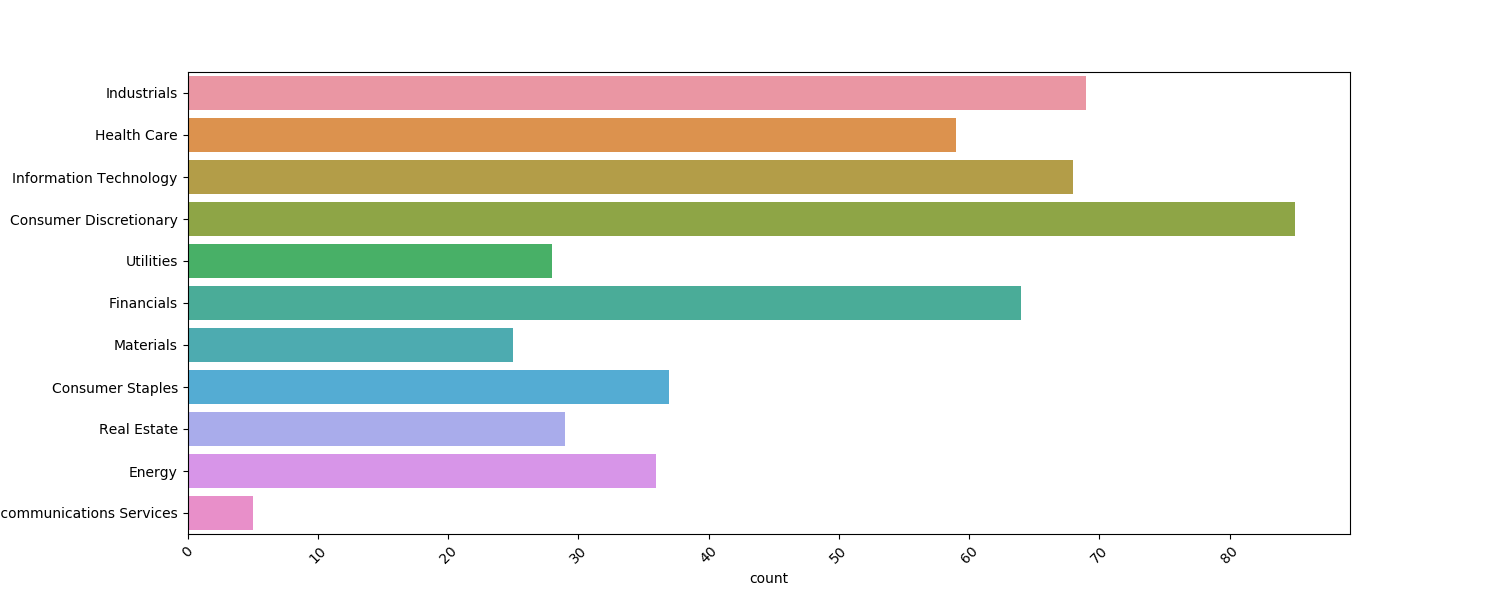 Industrials
Health Care
Information Technology
Consumer Discretionary
Utilities
Financials
Materials
Consumer Staples
Real Estate
Energy
communications Services
0 10 20 30 40 50 60 70 80
count